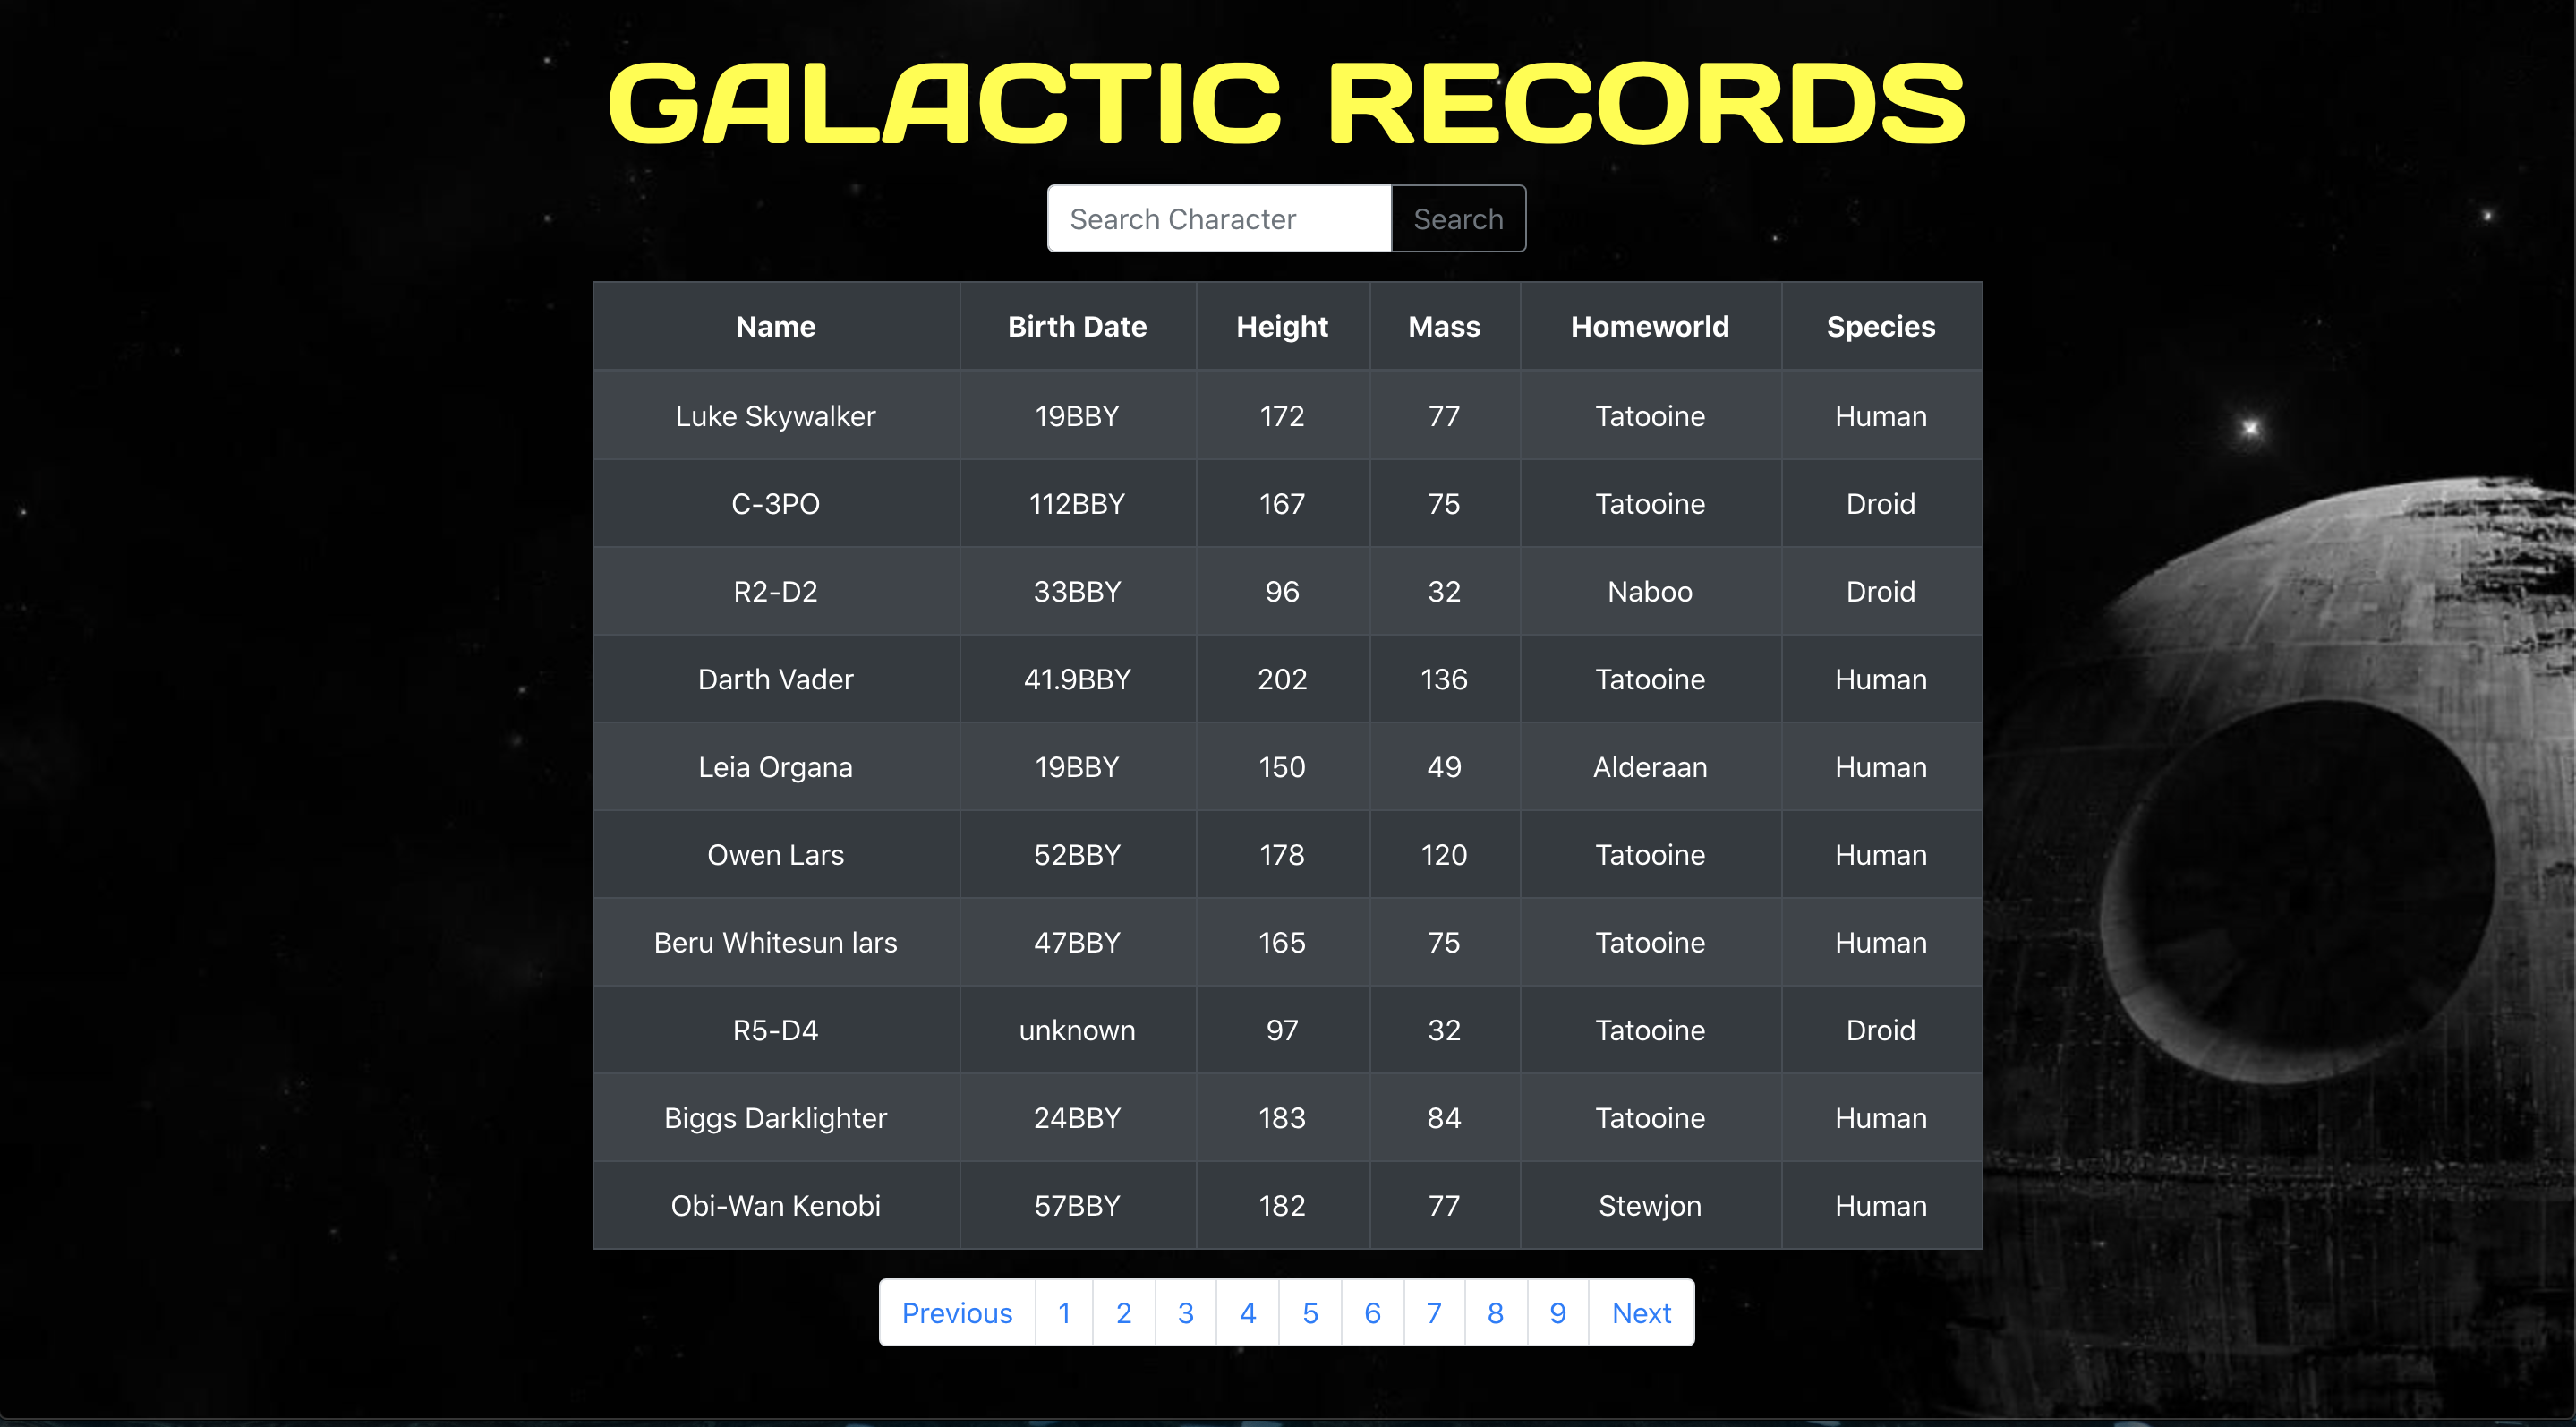 GALACTIC RECORDS
Search Character Search
Name Birth Date Height Mass Homeworld Species
Luke Skywalker 19BBY 172 77 Tatooine Human
C-3PO 112BBY 167 75 Tatooine Droid
R2-D2 33BBY 96 32 Naboo Droid
Darth Vader 41.9BBY 202 136 Tatooine Human
Leia Organa 19BBY 150 49 Alderaan Human
Owen Lars 52BBY 178 120 Tatooine Human
Beru Whitesun lars 47BBY 165 75 Tatooine Human
R5-D4 unknown 97 32 Tatooine Droid
Biggs Darklighter 24BBY 183 84 Tatooine Human
Obi-Wan Kenobi 57BBY 182 77 Stewjon Human
Previous 1 2 3 4 5 6 7 8 9 Next